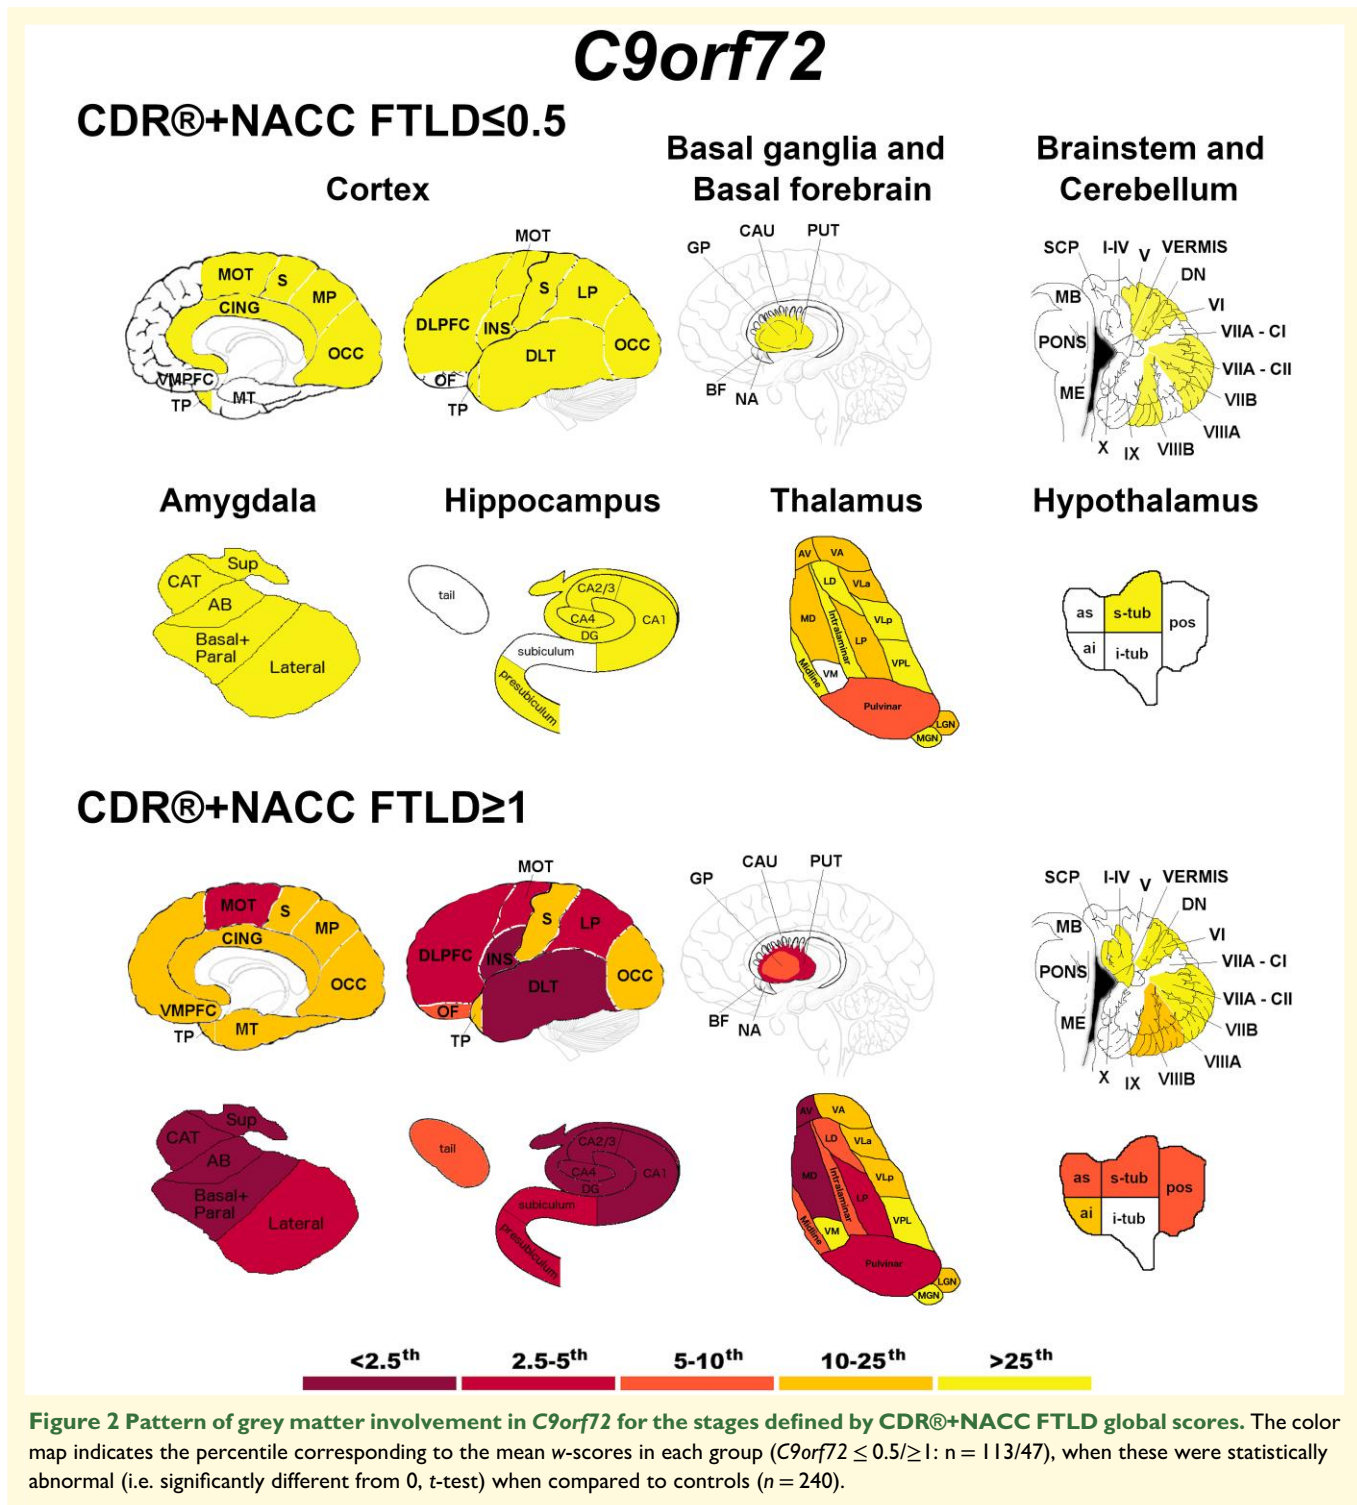 C9orf72
CDR®+NACC FTLD≤0.5
Cortex
Basal ganglia and
Basal forebrain
Brainstem and
Cerebellum
MOT
S
MP
CING
OCC
VMPFC
MT
TP
MOT
S
LP
DLPFC
INS
OCC
DLT
OF
TP
CAU
PUT
GP
BF
NA
SCP
I-IV
V
VERMIS
DN
MB
VI
VIIA - CI
PONS
VIIA - CII
ME
VIIB
VIIIA
X
IX
VIIIB
Amygdala
Hippocampus
Thalamus
Hypothalamus
Sup
CAT
AB
Basal+
Paral
Lateral
tail
CA2/3
CA4
CA1
DG
subiculum
presubiculum
AV
VA
LD
VLa
MD
Intralaminar
VLp
LP
VPL
Midline
VM
Pulvinar
LGN
MGN
as
s-tub
pos
ai
i-tub
CDR®+NACC FTLD≥1
MOT
S
MP
CING
OCC
VMPFC
MT
TP
MOT
S
LP
DLPFC
INS
OCC
DLT
OF
TP
CAU
PUT
GP
BF
NA
SCP
I-IV
V
VERMIS
DN
MB
VI
VIIA - CI
PONS
VIIA - CII
ME
VIIB
VIIIA
X
IX
VIIIB
Sup
CAT
AB
Basal+
Paral
Lateral
tail
CA2/3
CA4
CA1
DG
subiculum
presubiculum
AV
VA
LD
VLa
MD
Intralaminar
VLp
LP
VPL
Midline
VM
Pulvinar
LGN
MGN
as
s-tub
pos
ai
i-tub
<2.5th 2.5-5th 5-10th 10-25th >25th
Figure 2 Pattern of grey matter involvement in C9orf72 for the stages defined by CDR®+NACC FTLD global scores. The color
map indicates the percentile corresponding to the mean w-scores in each group (C9orf72 ≤ 0.5/≥1: n = 113/47), when these were statistically
abnormal (i.e. significantly different from 0, t-test) when compared to controls (n = 240).